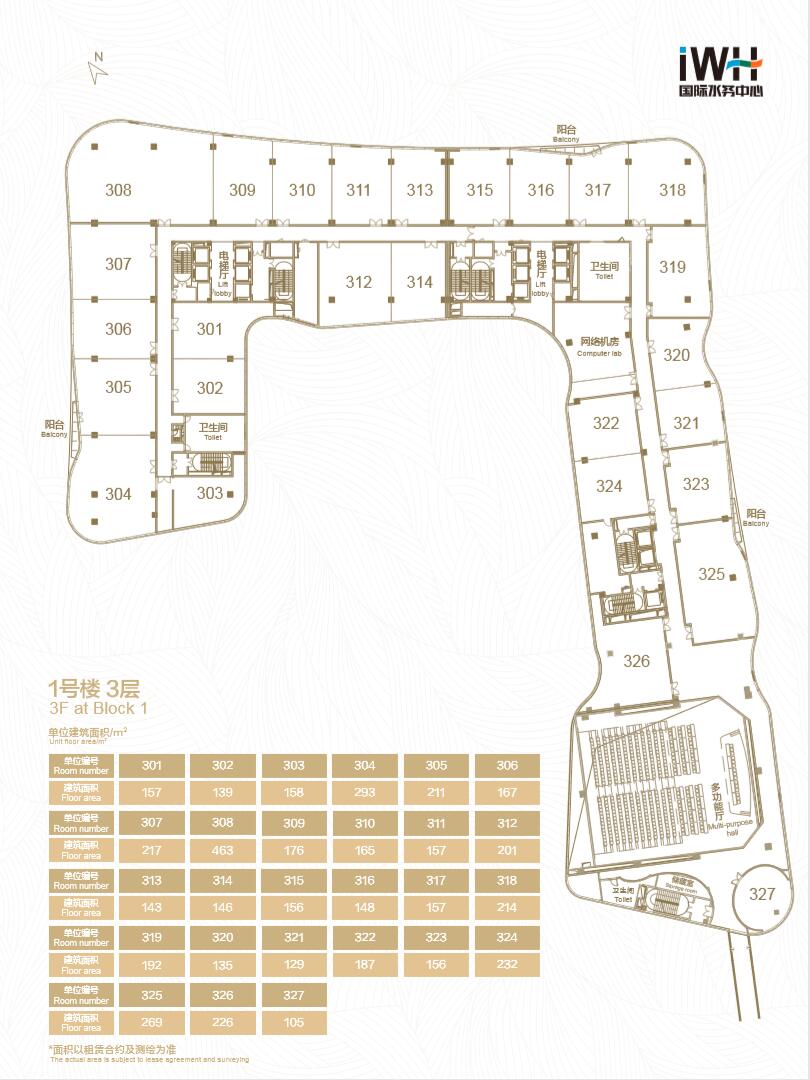 N
iWH
国际水务中心
阳台
Balcony
308
309
310
311
313
315
316
317
318
307
电梯厅
Lift lobby
312
314
电梯厅
Lift lobby
卫生间
Toilet
319
306
301
网络机房
Computer lab
320
305
302
322
321
阳台
Balcony
卫生间
Toilet
304
303
324
323
阳台
Balcony
325
326
多功能厅
Multi-purpose hall
卫生间
Toilet
储藏室
Storage room
327
1号楼 3层
3F at Block 1
单位建筑面积/m²
Unit floor area/m²
单位编号 Room number 301 302 303 304 305 306
建筑面积 Floor area 157 139 158 293 211 167
单位编号 Room number 307 308 309 310 311 312
建筑面积 Floor area 217 463 176 165 157 201
单位编号 Room number 313 314 315 316 317 318
建筑面积 Floor area 143 146 156 148 157 214
单位编号 Room number 319 320 321 322 323 324
建筑面积 Floor area 192 135 129 187 156 232
单位编号 Room number 325 326 327
建筑面积 Floor area 269 226 105
*面积以租赁合约及测绘为准
The actual area is subject to lease agreement and surveying